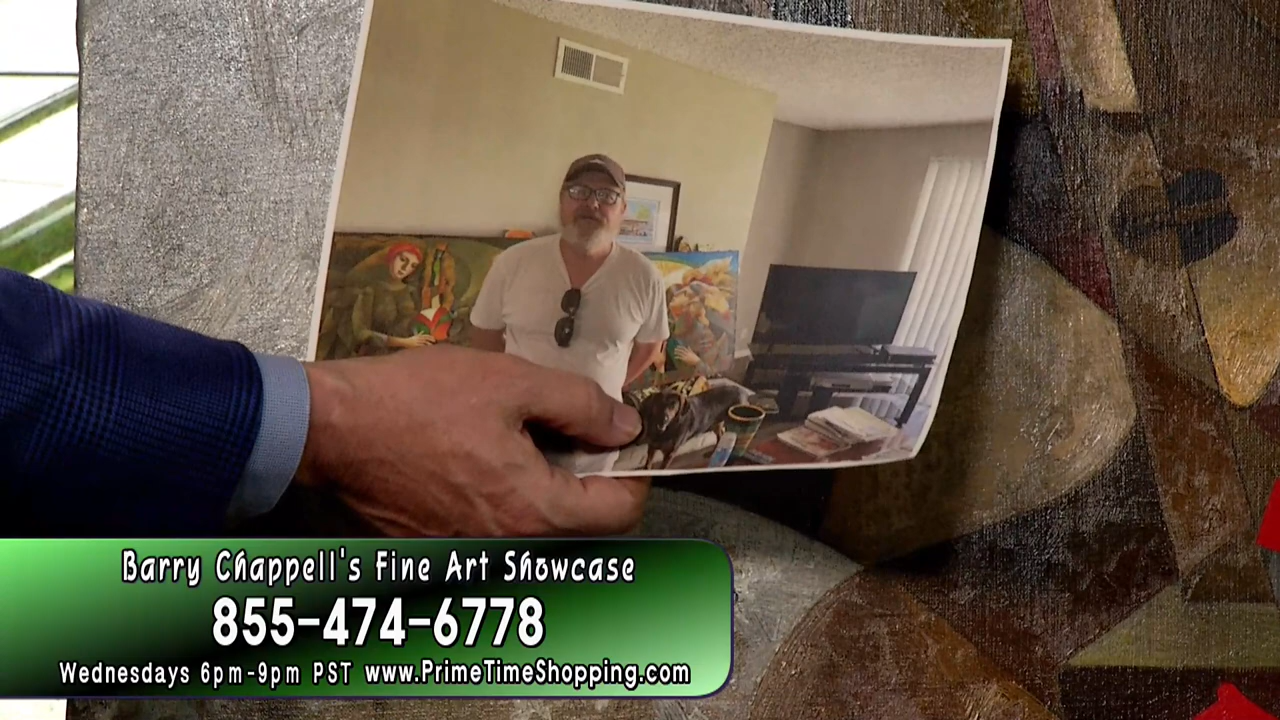 Barry Chappell's Fine Art Showcase
855-474-6778
Wednesdays 6pm-9pm PST www.PrimeTimeShopping.com